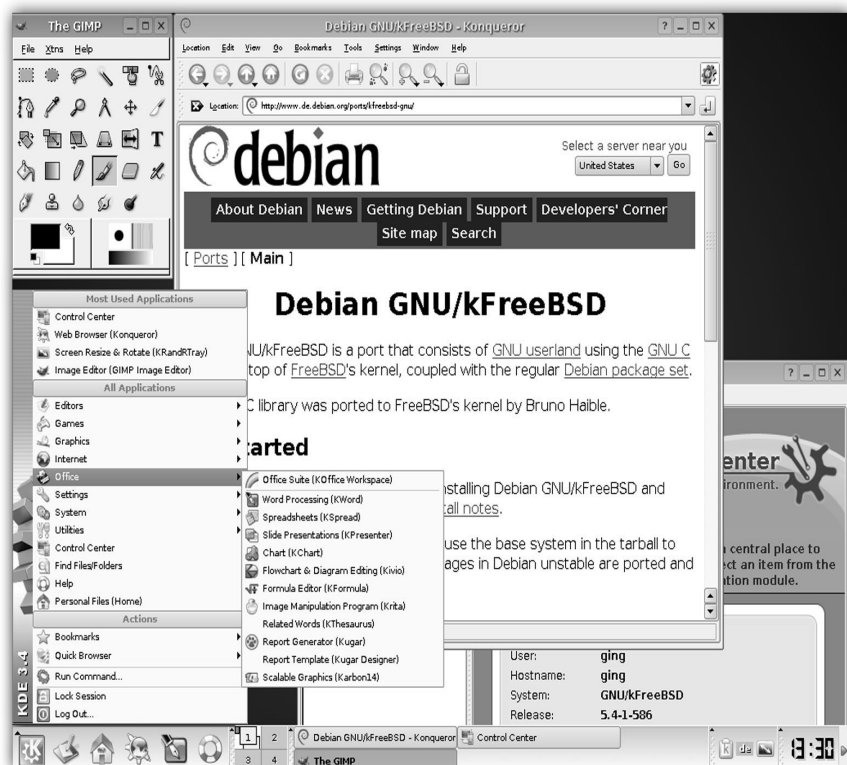 The GIMP
File Xtns Help
Debian GNU/kFreeBSD - Konqueror
Location Edit View Go Bookmarks Tools Settings Window Help
Location: http://www.de.debian.org/ports/kfreebsd-gnu/
debian
Select a server near you
United States Go
About Debian News Getting Debian Support Developers' Corner
Site map Search
[ Ports ] [ Main ]
Debian GNU/kFreeBSD
NU/kFreeBSD is a port that consists of GNU userland using the GNU C
top of FreeBSD's kernel, coupled with the regular Debian package set.
C library was ported to FreeBSD's kernel by Bruno Haible.
arted
nstalling Debian GNU/kFreeBSD and
tall notes.
use the base system in the tarball to
ages in Debian unstable are ported and
Most Used Applications
Control Center
Web Browser (Konqueror)
Screen Resize & Rotate (KRandRTray)
Image Editor (GIMP Image Editor)
All Applications
Editors
Games
Graphics
Internet
Office
Settings
System
Utilities
Control Center
Find Files/Folders
Help
Personal Files (Home)
Actions
Bookmarks
Quick Browser
Run Command...
Lock Session
Log Out...
KDE 3.4
Office Suite (KOffice Workspace)
Word Processing (KWord)
Spreadsheets (KSpread)
Slide Presentations (KPresenter)
Chart (KChart)
Flowchart & Diagram Editing (Kivio)
Formula Editor (KFormula)
Image Manipulation Program (Krita)
Related Words (KThesaurus)
Report Generator (Kugar)
Report Template (Kugar Designer)
Scalable Graphics (Karbon14)
enter
ironment.
central place to
ect an item from the
ation module.
User: ging
Hostname: ging
System: GNU/kFreeBSD
Release: 5.4-1-586
1 2
3 4
Debian GNU/kFreeBSD - Konqueror
Control Center
The GIMP
de
13:30